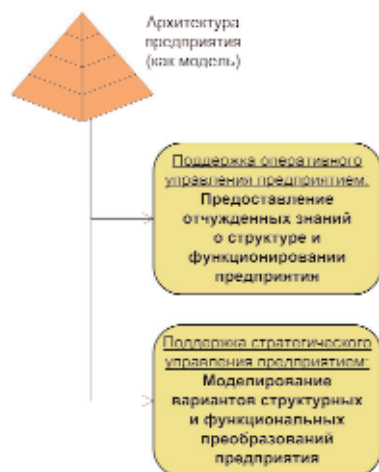 Архитектура
предприятия
(как модель)
Поддержка оперативного
управления предприятием:
Предоставление
отчужденных знаний
о структуре и
функционировании
предприятия
Поддержка стратегического
управления предприятием:
Моделирование
вариантов структурных
и функциональных
преобразований
предприятия